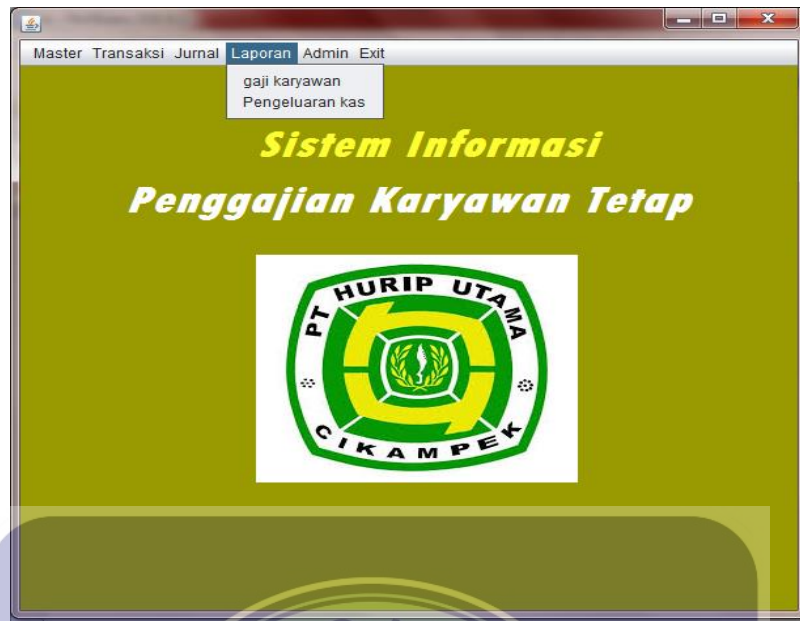 Master Transaksi Jurnal Laporan Admin Exit
gaji karyawan
Pengeluaran kas
Sistem Informasi
Penggajian Karyawan Tetap
PT HURIP UTAMA
CIKAMPEK